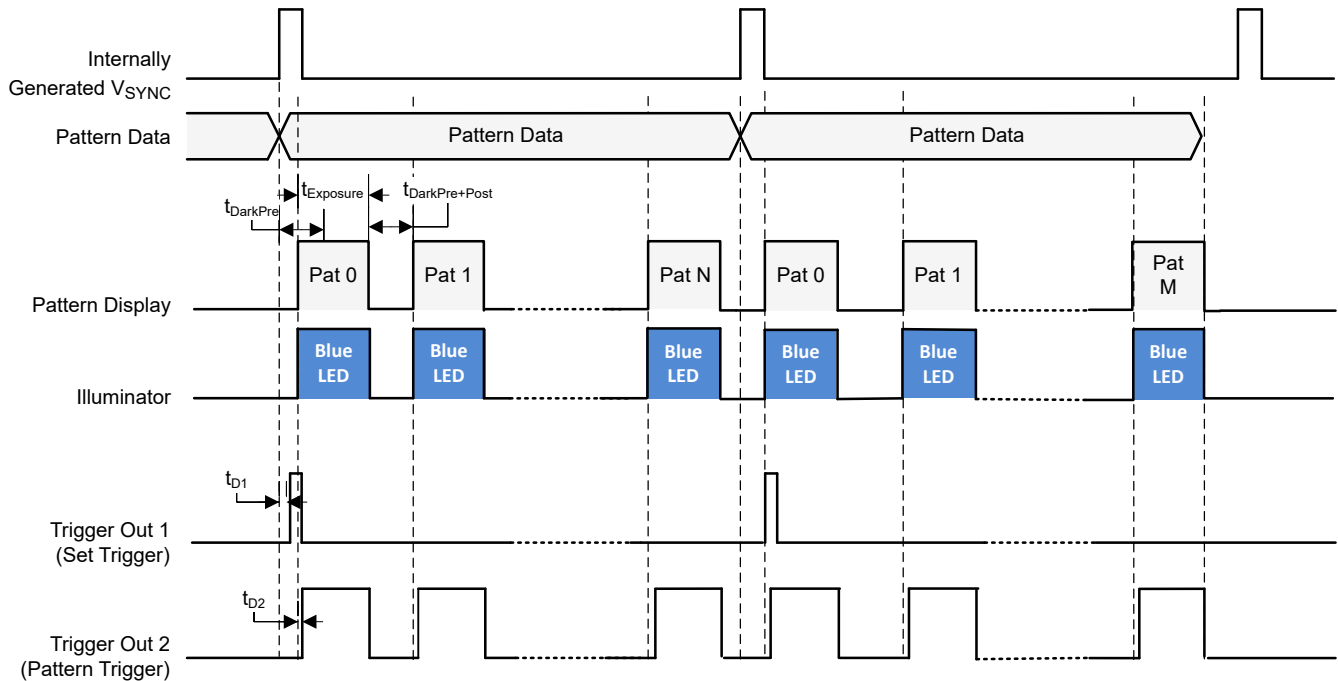 Internally
Generated VSYNC
Pattern Data
Pattern Data
Pattern Data
tExposure
tDarkPre+Post
tDarkPre
Pat 0
Pat 1
Pat N
Pat 0
Pat 1
Pat
M
Pattern Display
Blue
LED
Blue
LED
Blue
LED
Blue
LED
Blue
LED
Blue
LED
Illuminator
tD1
Trigger Out 1
(Set Trigger)
tD2
Trigger Out 2
(Pattern Trigger)